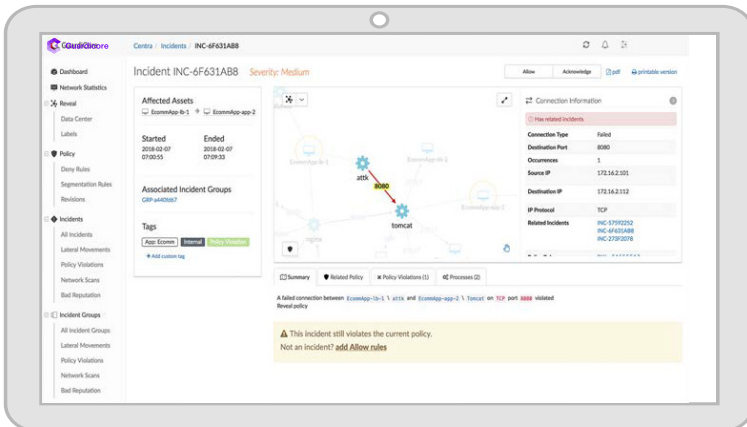 Guardicore
Centra / Incidents / INC-6F631AB8
Dashboard
Network Statistics
Reveal
Data Center
Labels
Policy
Deny Rules
Segmentation Rules
Revisions
Incidents
All Incidents
Lateral Movements
Policy Violations
Network Scans
Bad Reputation
Incident Groups
All Incident Groups
Lateral Movements
Policy Violations
Network Scans
Bad Reputation
Incident INC-6F631AB8 Severity: Medium
Allow Acknowledge pdf printable version
Affected Assets
EcommApp-lb-1 EcommApp-app-2
Started Ended
2018-02-07 2018-02-07
07:00:55 07:09:33
Associated Incident Groups
Tags
App: Ecomm Internal Policy Violation
+ Add custom tag
EcommApp-lb-1
attk
8080
tomcat
nginx
Connection Information
Has related incidents
Connection Type Failed
Destination Port 8080
Occurrences 1
Source IP 172.16.2.101
Destination IP 172.16.2.112
IP Protocol TCP
Related Incidents INC-57592252
INC-6F631AB8
INC-273F2078
Summary Related Policy Policy Violations (1) Processes (2)
A failed connection between EcommApp-lb-1 \ attk and EcommApp-app-2 \ Tomcat on TCP port 8080 violated
Reveal policy
This incident still violates the current policy.
Not an incident? add Allow rules